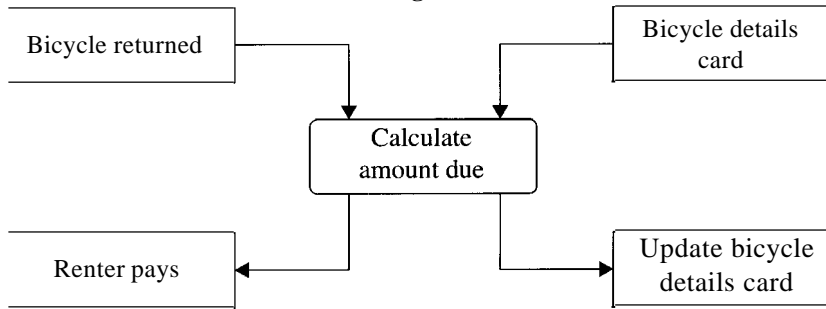 Bicycle returned
Bicycle details
card
Calculate
amount due
Renter pays
Update bicycle
details card